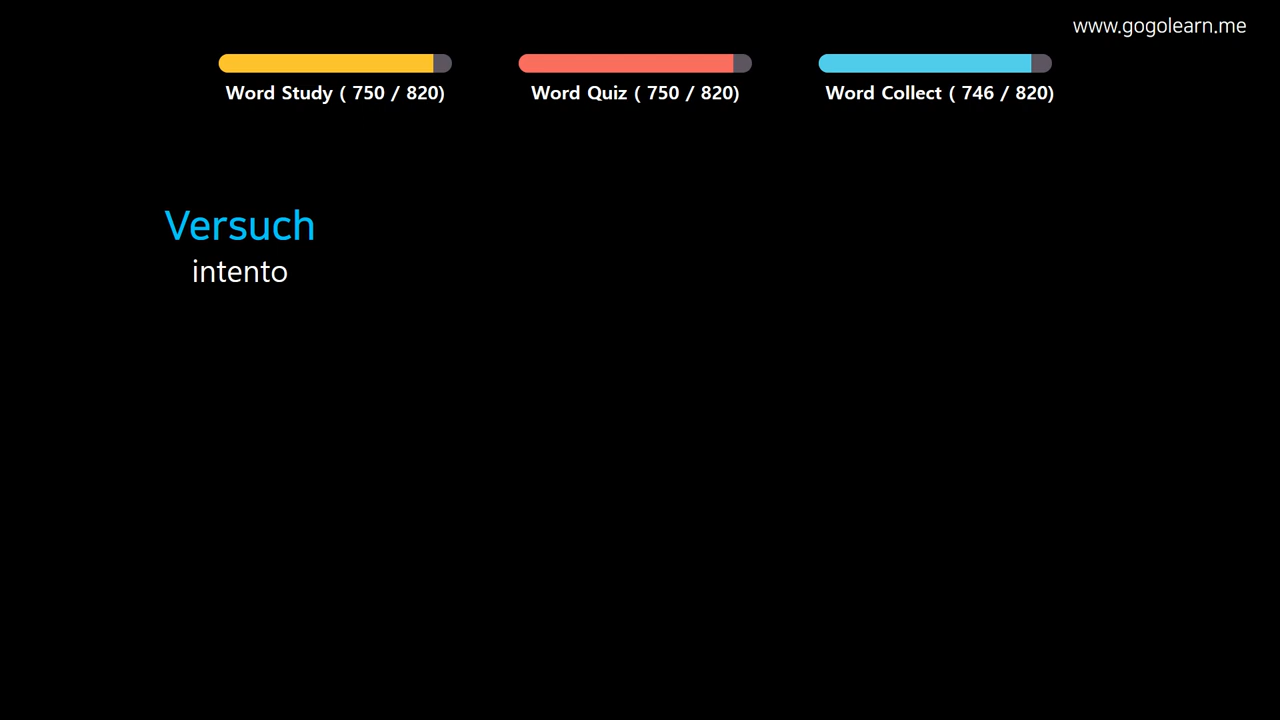 www.gogolearn.me
Word Study ( 750 / 820)
Word Quiz ( 750 / 820)
Word Collect ( 746 / 820)
Versuch
intento